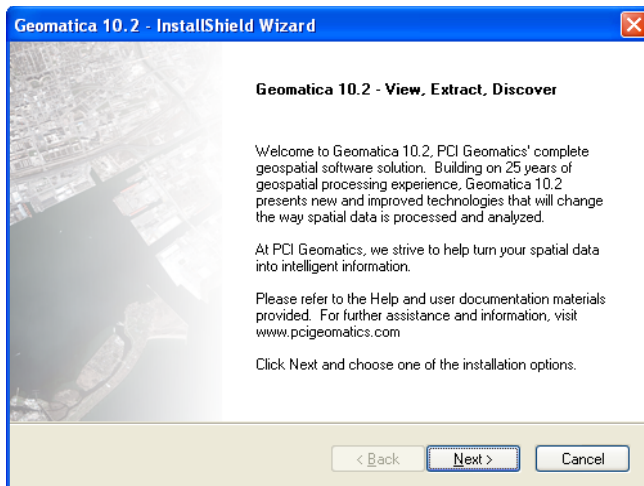 Geomatica 10.2 - InstallShield Wizard
Geomatica 10.2 - View, Extract, Discover
Welcome to Geomatica 10.2, PCI Geomatics' complete
geospatial software solution.  Building on 25 years of
geospatial processing experience, Geomatica 10.2
presents new and improved technologies that will change
the way spatial data is processed and analyzed.
At PCI Geomatics, we strive to help turn your spatial data
into intelligent information.
Please refer to the Help and user documentation materials
provided.  For further assistance and information, visit
www.pcigeomatics.com
Click Next and choose one of the installation options.
< Back
Next >
Cancel